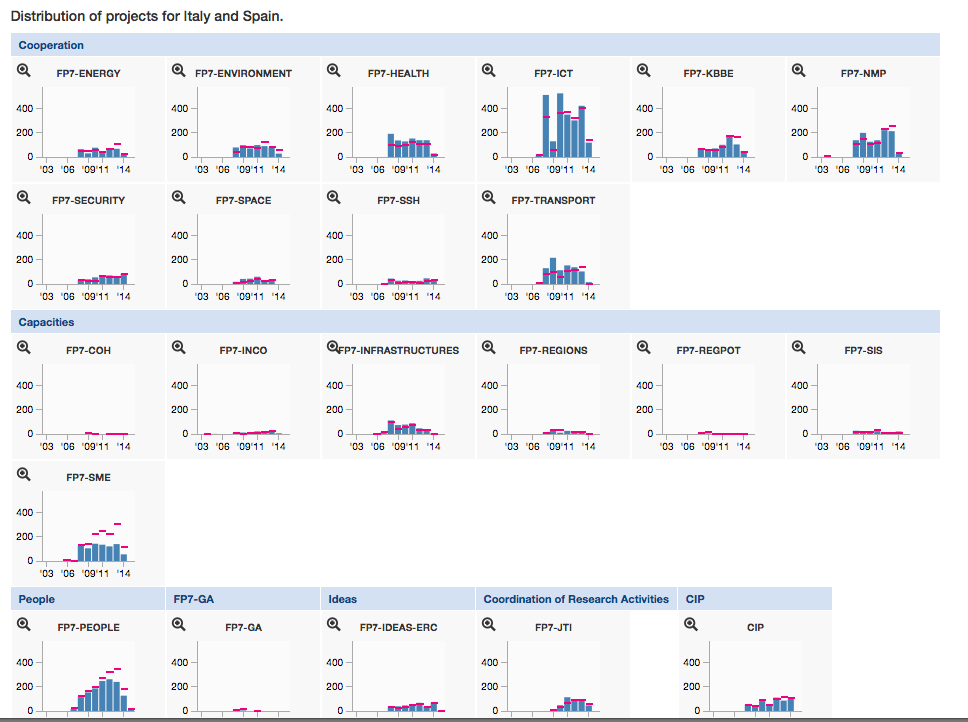 Distribution of projects for Italy and Spain.
Cooperation
FP7-ENERGY
400
200
0
'03 '06 '09 '11 '14
FP7-ENVIRONMENT
400
200
0
'03 '06 '09 '11 '14
FP7-HEALTH
400
200
0
'03 '06 '09 '11 '14
FP7-ICT
400
200
0
'03 '06 '09 '11 '14
FP7-KBBE
400
200
0
'03 '06 '09 '11 '14
FP7-NMP
400
200
0
'03 '06 '09 '11 '14
FP7-SECURITY
400
200
0
'03 '06 '09 '11 '14
FP7-SPACE
400
200
0
'03 '06 '09 '11 '14
FP7-SSH
400
200
0
'03 '06 '09 '11 '14
FP7-TRANSPORT
400
200
0
'03 '06 '09 '11 '14
Capacities
FP7-COH
400
200
0
'03 '06 '09 '11 '14
FP7-INCO
400
200
0
'03 '06 '09 '11 '14
FP7-INFRASTRUCTURES
400
200
0
'03 '06 '09 '11 '14
FP7-REGIONS
400
200
0
'03 '06 '09 '11 '14
FP7-REGPOT
400
200
0
'03 '06 '09 '11 '14
FP7-SIS
400
200
0
'03 '06 '09 '11 '14
FP7-SME
400
200
0
'03 '06 '09 '11 '14
People
FP7-PEOPLE
400
200
0
FP7-GA
FP7-GA
400
200
0
Ideas
FP7-IDEAS-ERC
400
200
0
Coordination of Research Activities
FP7-JTI
400
200
0
CIP
CIP
400
200
0